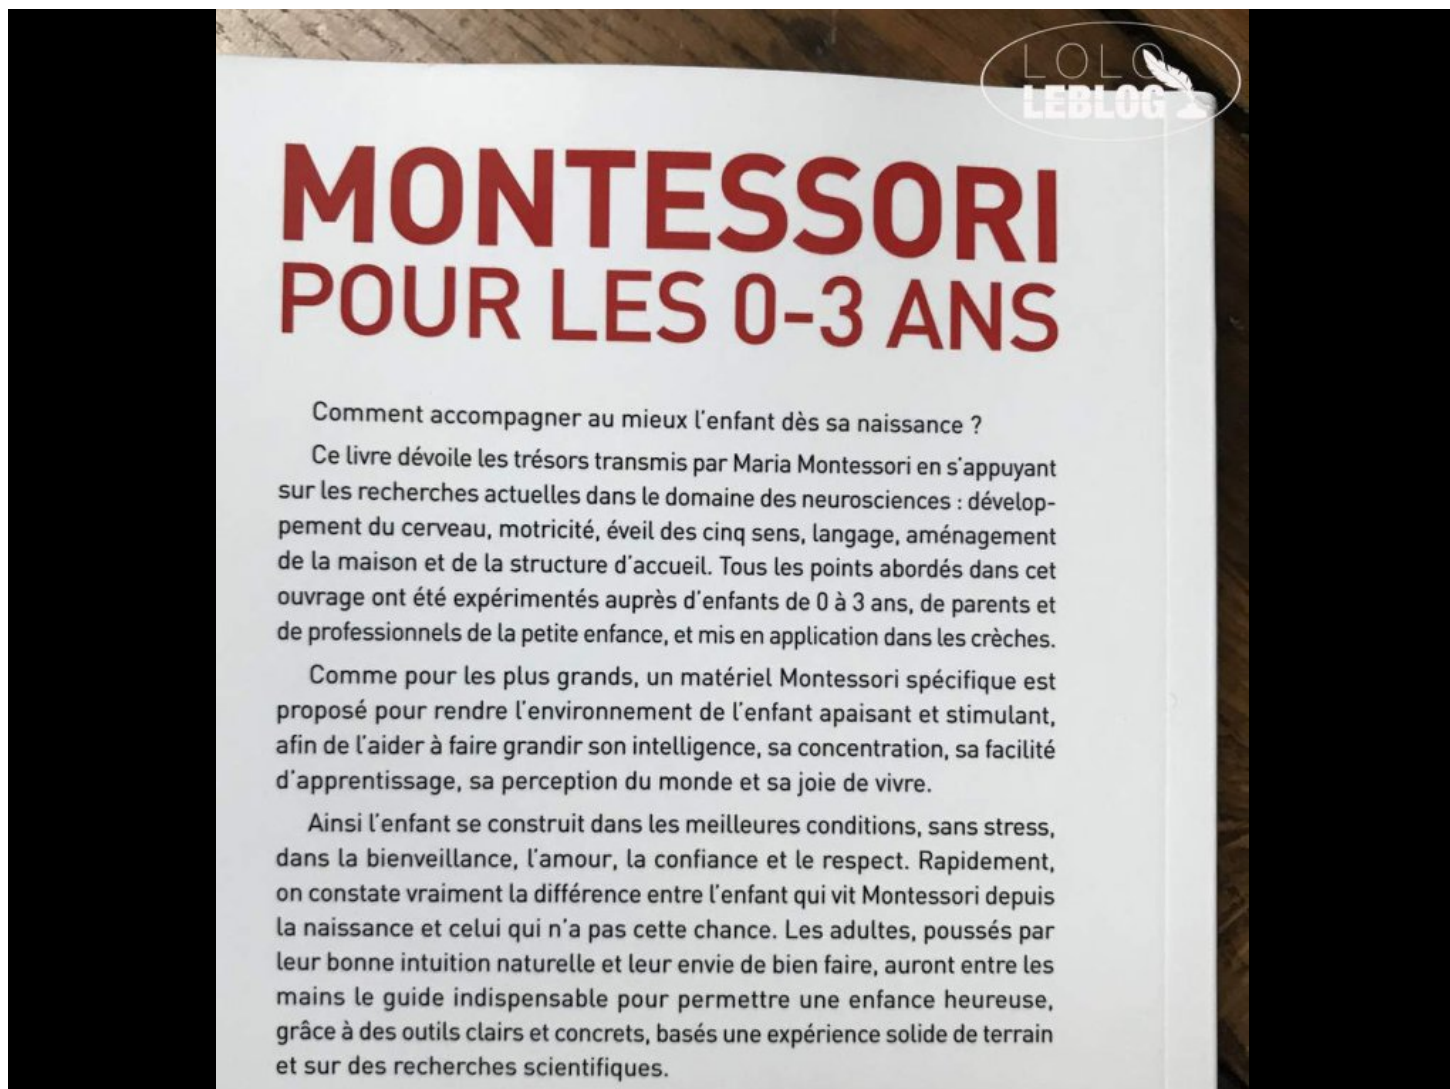 LOLO
LEBLOG
MONTESSORI
POUR LES 0-3 ANS
Comment accompagner au mieux l'enfant dès sa naissance ?
Ce livre dévoile les trésors transmis par Maria Montessori en s'appuyant
sur les recherches actuelles dans le domaine des neurosciences : dévelop-
pement du cerveau, motricité, éveil des cinq sens, langage, aménagement
de la maison et de la structure d'accueil. Tous les points abordés dans cet
ouvrage ont été expérimentés auprès d'enfants de 0 à 3 ans, de parents et
de professionnels de la petite enfance, et mis en application dans les crèches.
Comme pour les plus grands, un matériel Montessori spécifique est
proposé pour rendre l'environnement de l'enfant apaisant et stimulant,
afin de l'aider à faire grandir son intelligence, sa concentration, sa facilité
d'apprentissage, sa perception du monde et sa joie de vivre.
Ainsi l'enfant se construit dans les meilleures conditions, sans stress,
dans la bienveillance, l'amour, la confiance et le respect. Rapidement,
on constate vraiment la différence entre l'enfant qui vit Montessori depuis
la naissance et celui qui n'a pas cette chance. Les adultes, poussés par
leur bonne intuition naturelle et leur envie de bien faire, auront entre les
mains le guide indispensable pour permettre une enfance heureuse,
grâce à des outils clairs et concrets, basés une expérience solide de terrain
et sur des recherches scientifiques.